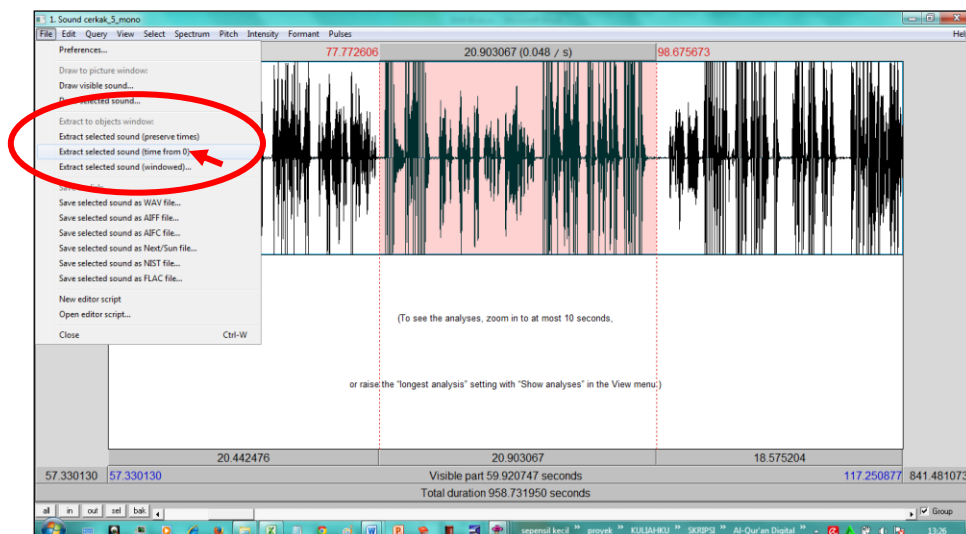 1. Sound cerkak_5_mono
File Edit Query View Select Spectrum Pitch Intensity Formant Pulses Help
Preferences...
77.772606 20.903067 (0.048 / s) 98.675673
Draw to picture window:
Draw visible sound...
Draw selected sound...
Extract to objects window:
Extract selected sound (preserve times)
Extract selected sound (time from 0)
Extract selected sound (windowed)...
Save selected sound as WAV file...
Save selected sound as AIFF file...
Save selected sound as AIFC file...
Save selected sound as Next/Sun file...
Save selected sound as NIST file...
Save selected sound as FLAC file...
New editor script
Open editor script...
Close Ctrl-W
(To see the analyses, zoom in to at most 10 seconds,
or raise the "longest analysis" setting with "Show analyses" in the View menu.)
20.442476 20.903067 18.575204
57.330130 57.330130 Visible part 59.920747 seconds 117.250877 841.481073
Total duration 958.731950 seconds
all in out sel bak Group
sepensil kecil proyek KULIAHKU SKRIPSI Al-Qur'an Digital 13:26